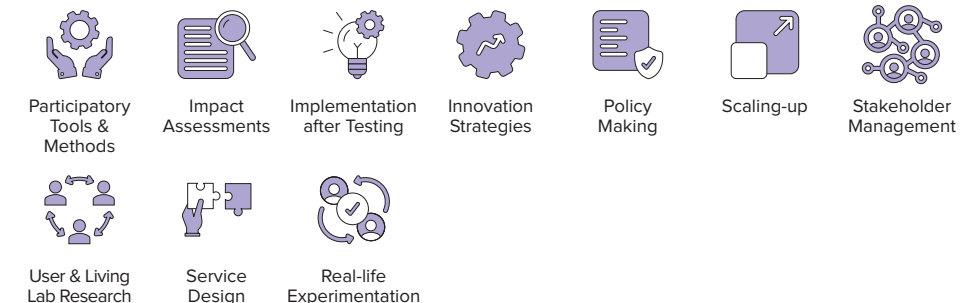 Participatory
Tools &
Methods
Impact
Assessments
Implementation
after Testing
Innovation
Strategies
Policy
Making
Scaling-up
Stakeholder
Management
User & Living
Lab Research
Service
Design
Real-life
Experimentation